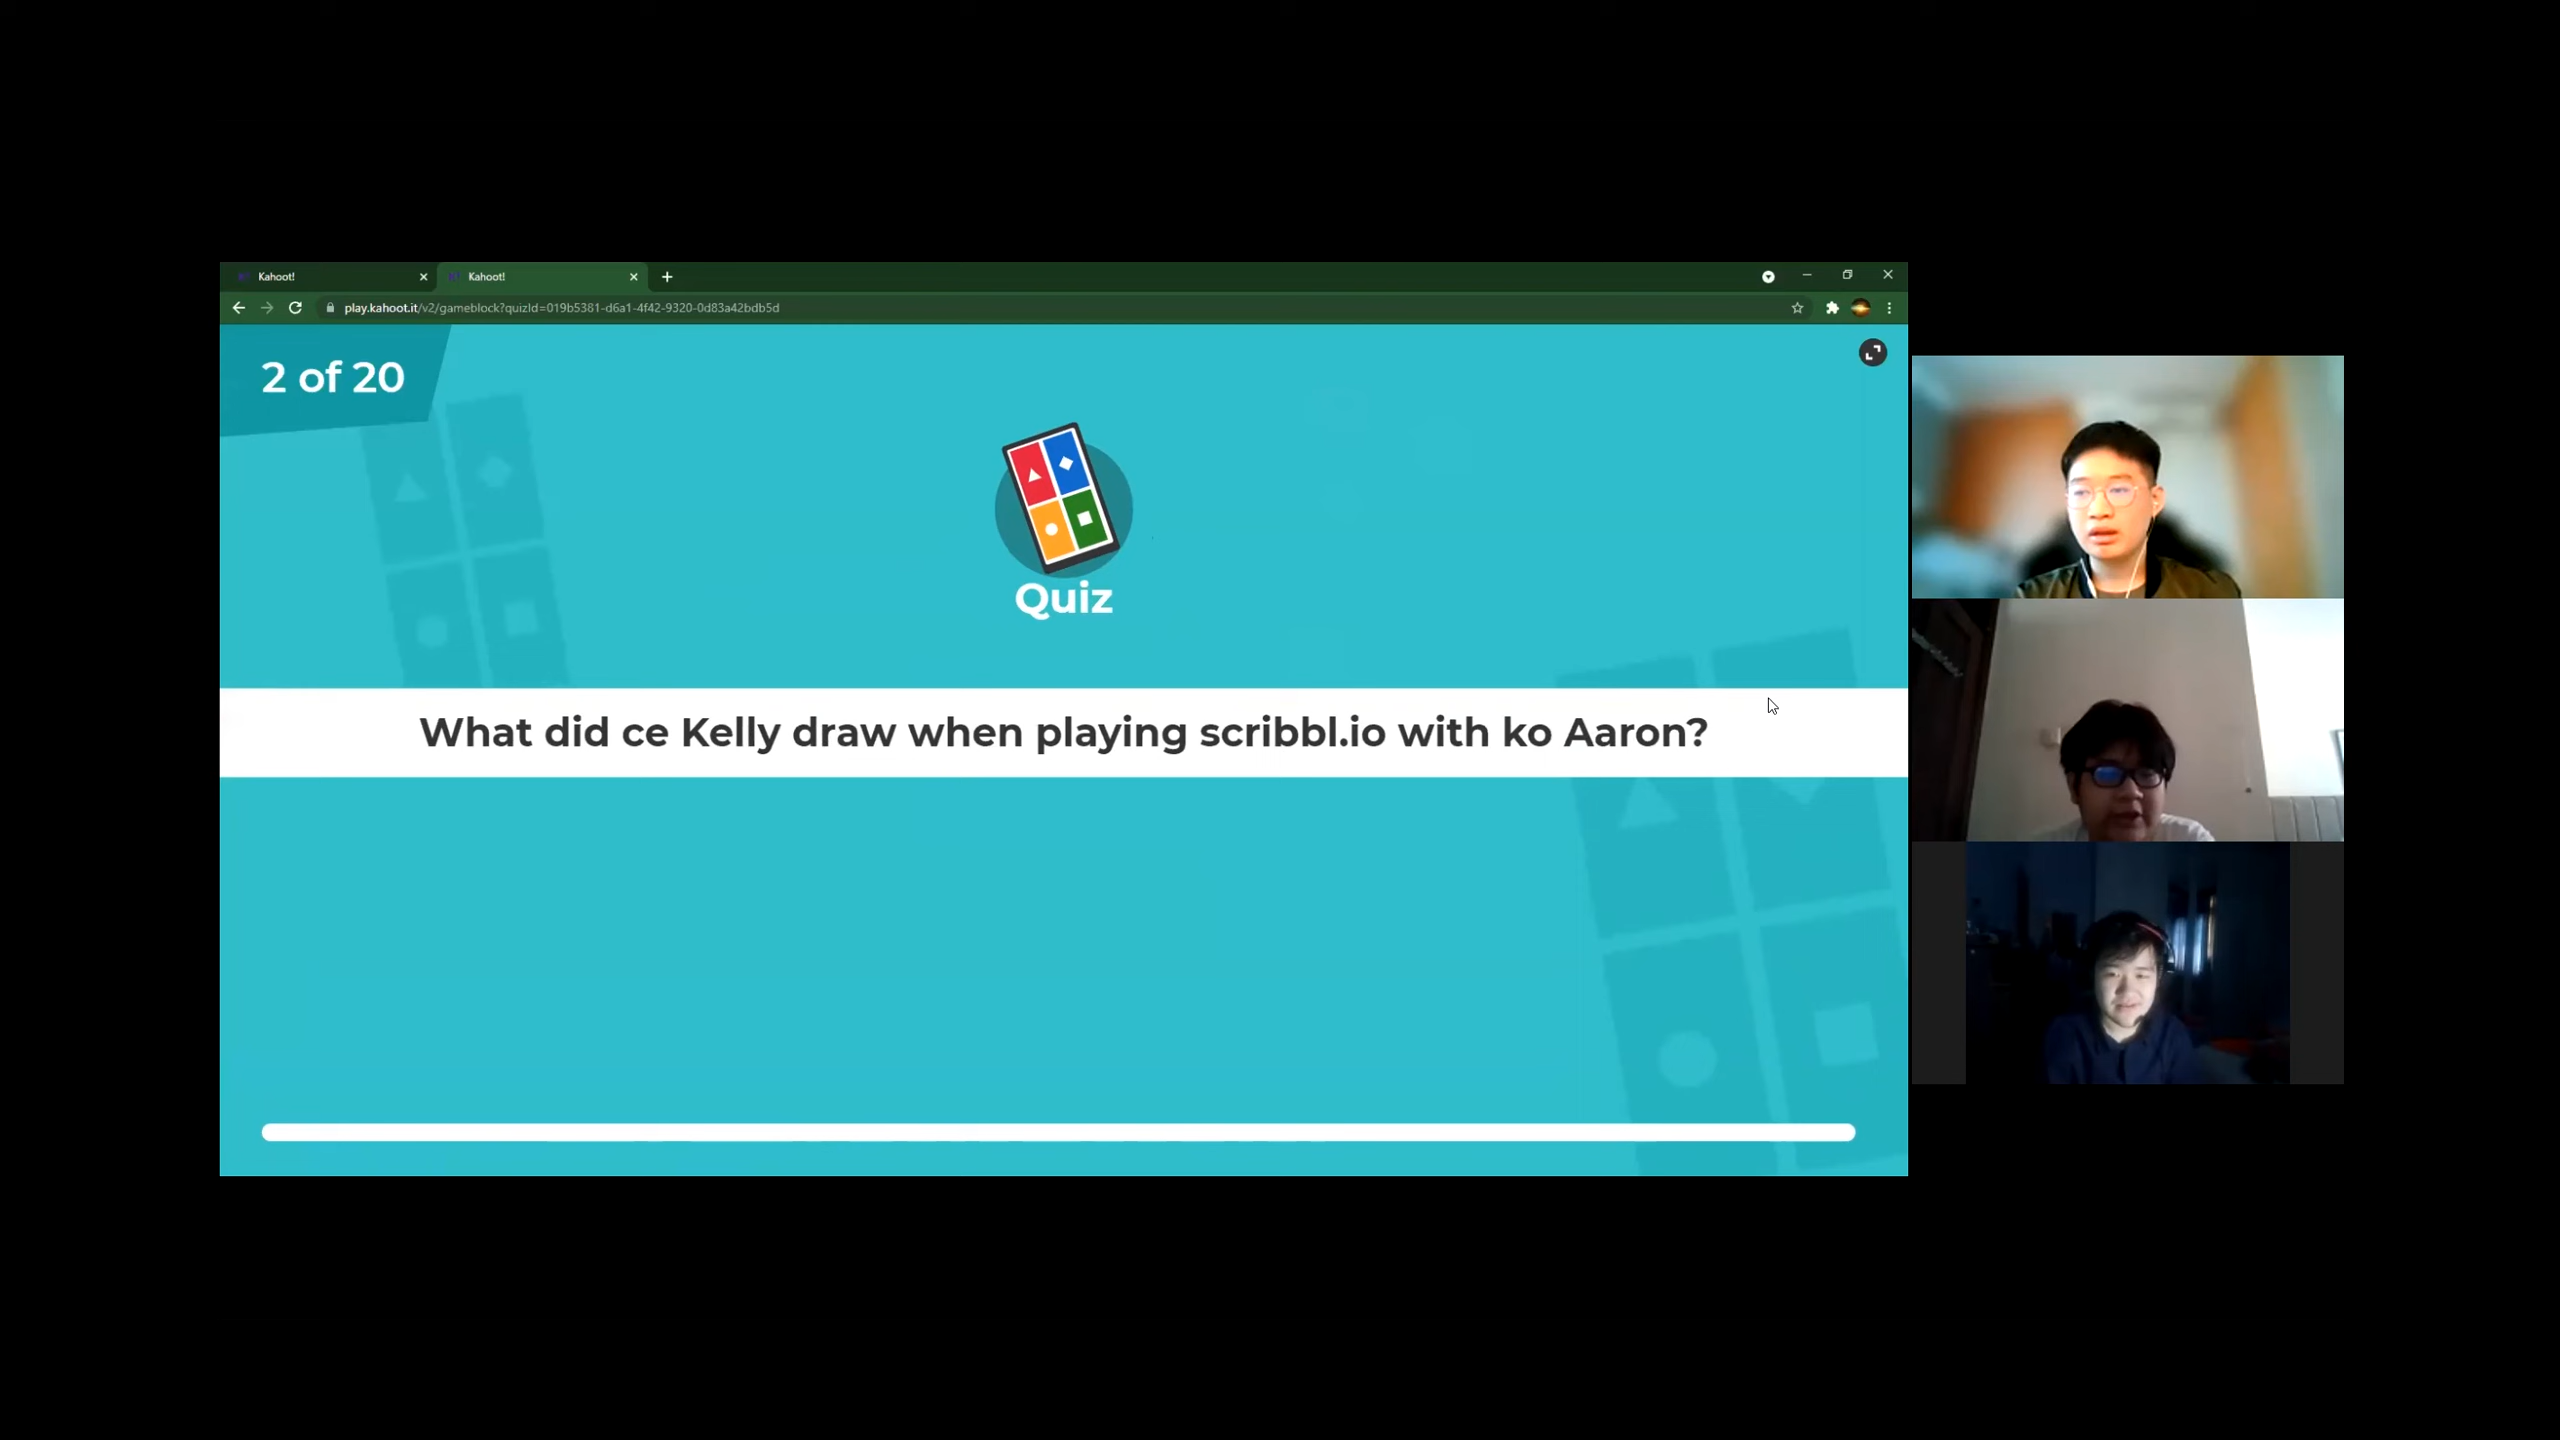 Kahoot!
Kahoot!
play.kahoot.it/v2/gameblock?quizId=019b5381-d6a1-4f42-9320-0d83a42bdb5d
2 of 20
Quiz
What did ce Kelly draw when playing scribbl.io with ko Aaron?